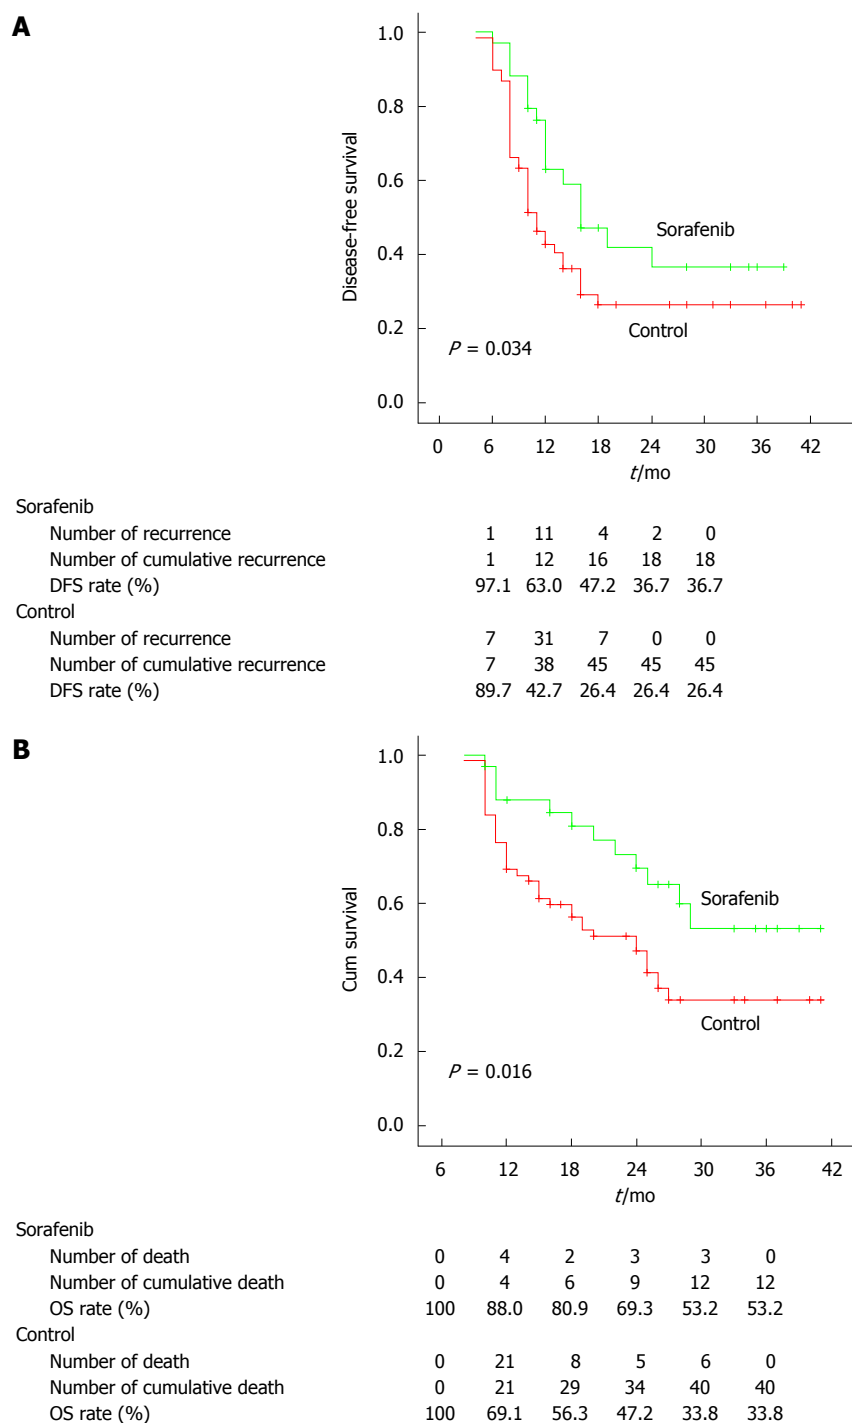 A
1.0
0.8
0.6
0.4
0.2
0.0
Disease-free survival
Sorafenib
Control
P = 0.034
0 6 12 18 24 30 36 42
t/mo
Sorafenib
Number of recurrence 1 11 4 2 0
Number of cumulative recurrence 1 12 16 18 18
DFS rate (%) 97.1 63.0 47.2 36.7 36.7
Control
Number of recurrence 7 31 7 0 0
Number of cumulative recurrence 7 38 45 45 45
DFS rate (%) 89.7 42.7 26.4 26.4 26.4
B
1.0
0.8
0.6
0.4
0.2
0.0
Cum survival
Sorafenib
Control
P = 0.016
6 12 18 24 30 36 42
t/mo
Sorafenib
Number of death 0 4 2 3 3 0
Number of cumulative death 0 4 6 9 12 12
OS rate (%) 100 88.0 80.9 69.3 53.2 53.2
Control
Number of death 0 21 8 5 6 0
Number of cumulative death 0 21 29 34 40 40
OS rate (%) 100 69.1 56.3 47.2 33.8 33.8